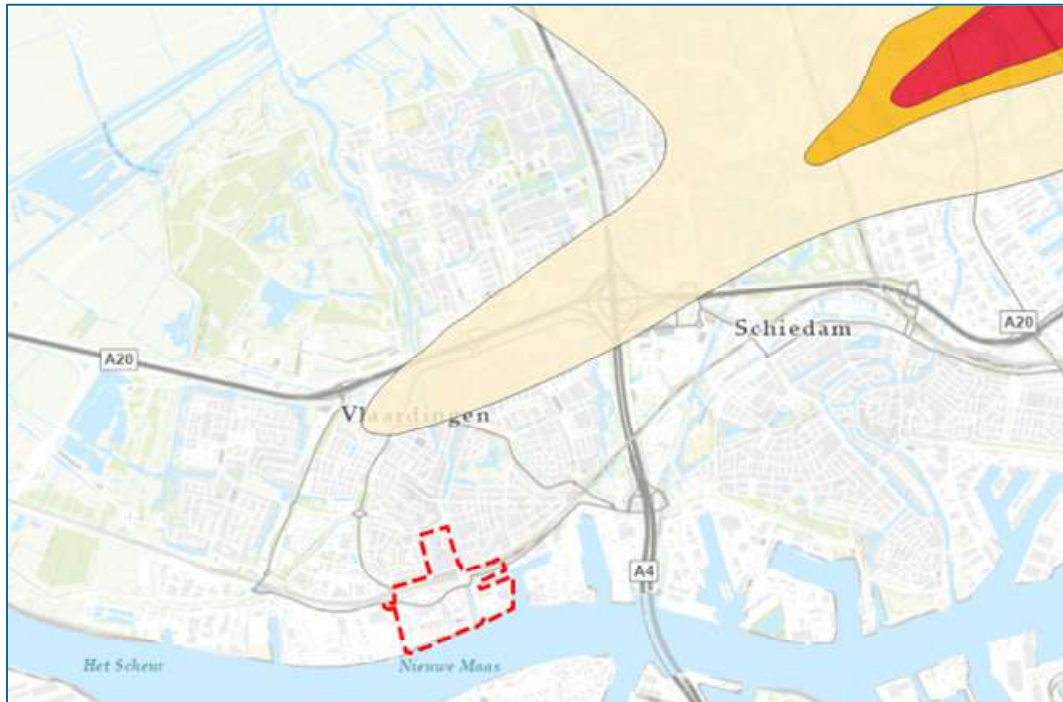 Schiedam
A20
A20
Vlaardingen
A4
Het Scheur
Nieuwe Maas